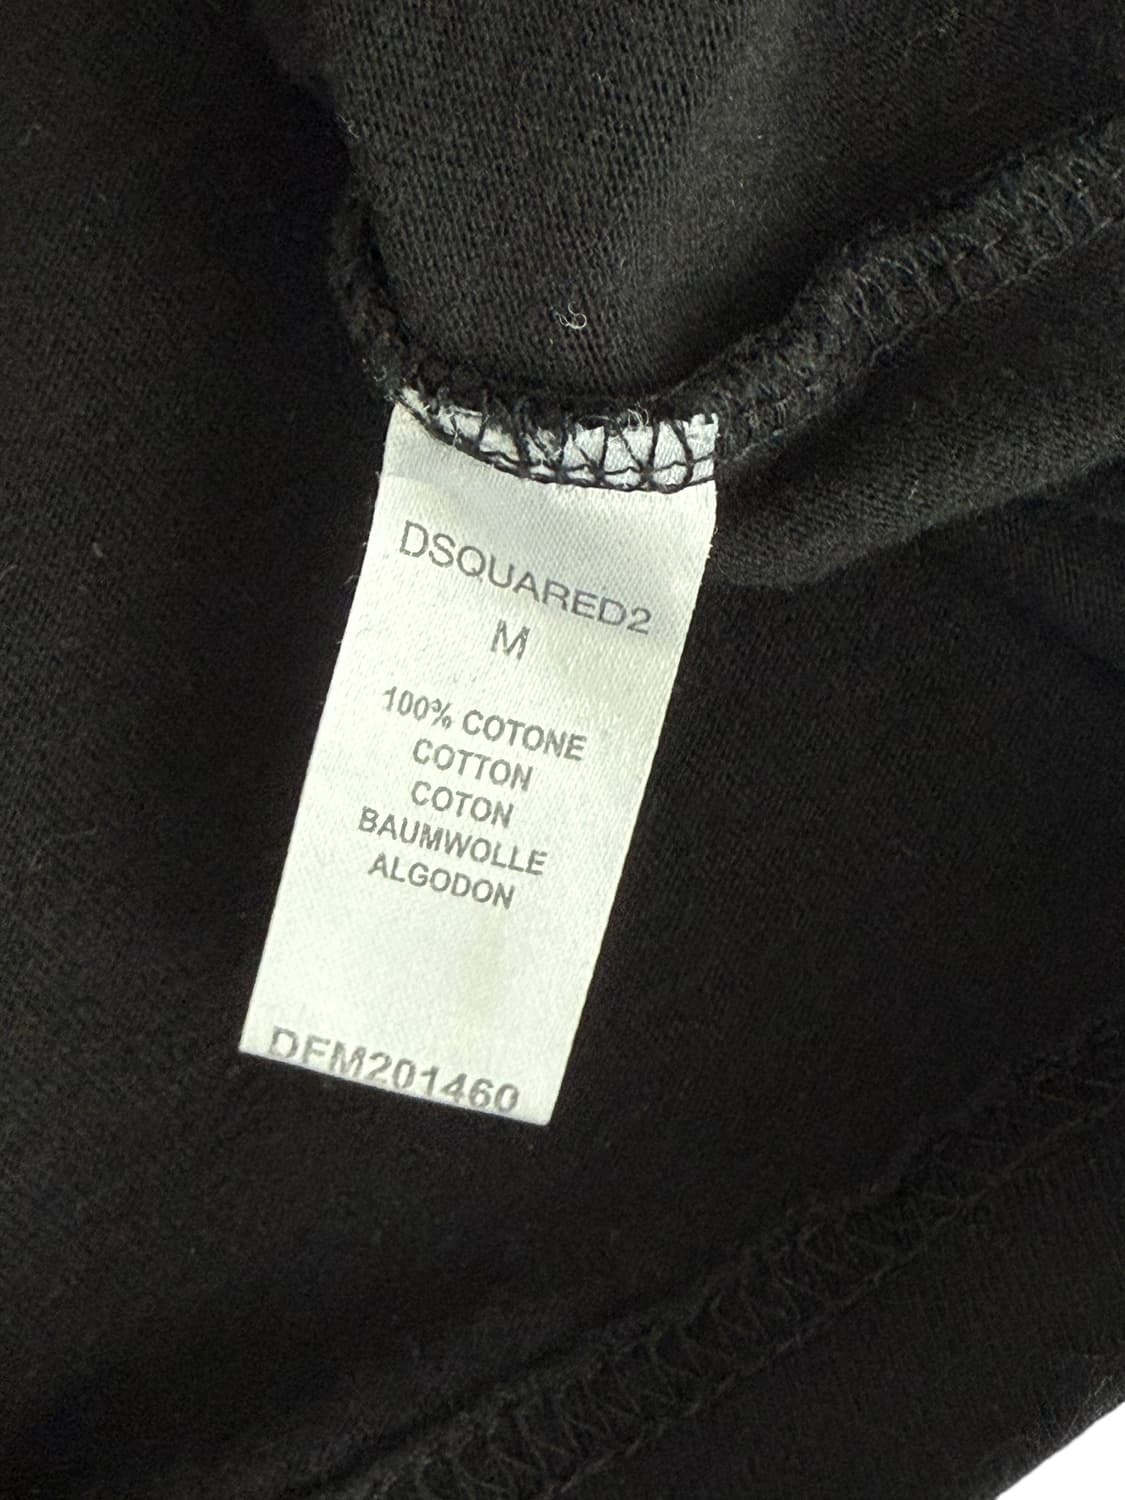 DSQUARED2
M
100% COTONE
COTTON
COTON
BAUMWOLLE
ALGODON
DFM201460